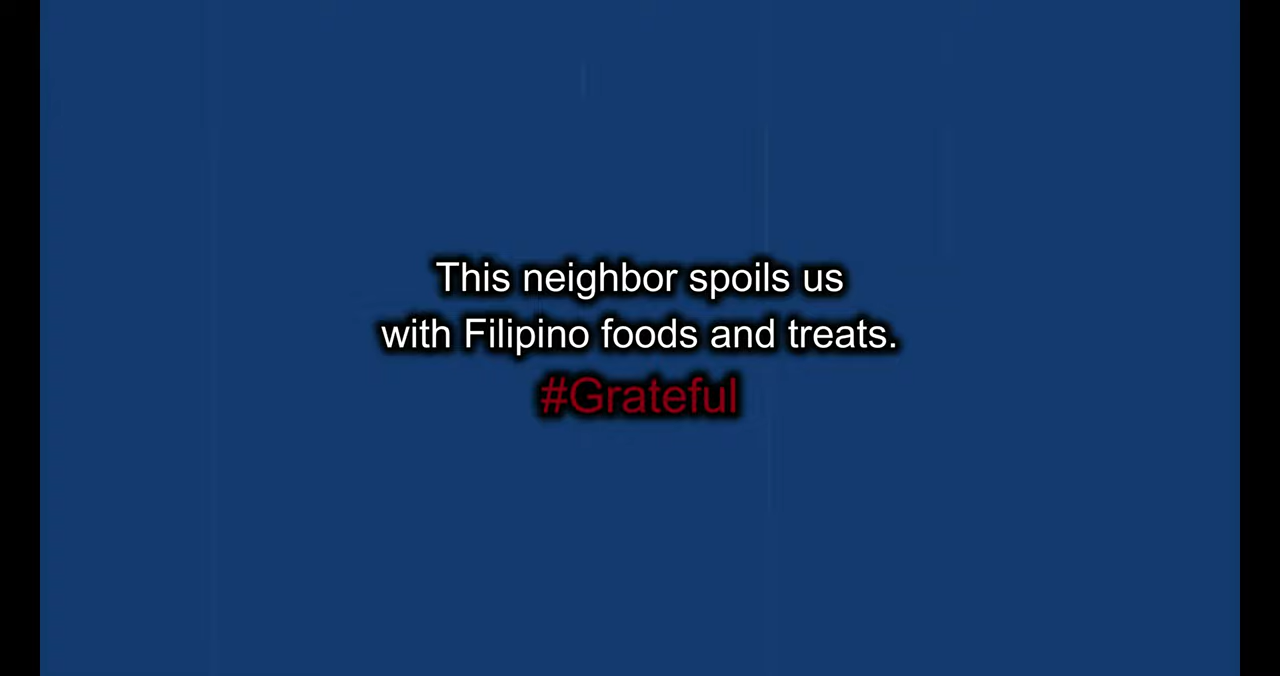 This neighbor spoils us
with Filipino foods and treats.
#Grateful